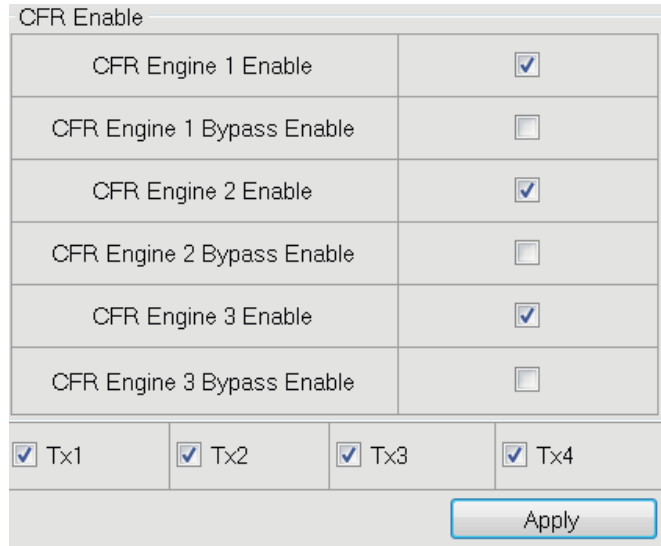 CFR Enable
CFR Engine 1 Enable
CFR Engine 1 Bypass Enable
CFR Engine 2 Enable
CFR Engine 2 Bypass Enable
CFR Engine 3 Enable
CFR Engine 3 Bypass Enable
Tx1 Tx2 Tx3 Tx4
Apply